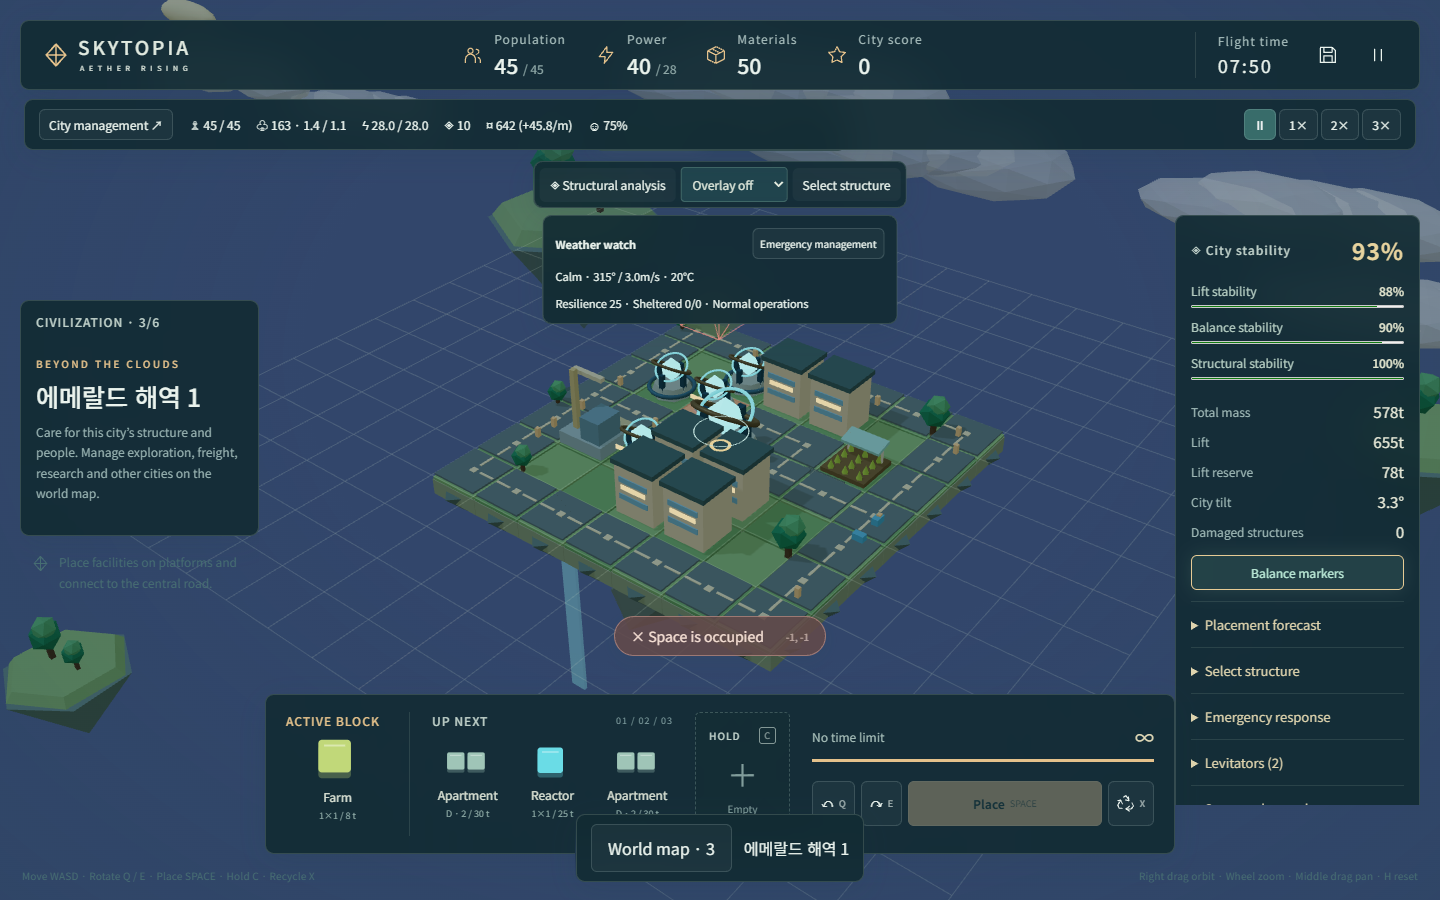 SKYTOPIA
AETHER RISING
Population
45 / 45
Power
40 / 28
Materials
50
City score
0
Flight time
07:50
City management ↗
45 / 45
163 · 1.4 / 1.1
28.0 / 28.0
10
642 (+45.8/m)
75%
1×
2×
3×
Structural analysis
Overlay off
Select structure
Weather watch
Emergency management
Calm · 315° / 3.0m/s · 20°C
Resilience 25 · Sheltered 0/0 · Normal operations
CIVILIZATION · 3/6
BEYOND THE CLOUDS
에메랄드 해역 1
Care for this city's structure and
people. Manage exploration, freight,
research and other cities on the
world map.
Place facilities on platforms and
connect to the central road.
City stability
93%
Lift stability
88%
Balance stability
90%
Structural stability
100%
Total mass
578t
Lift
655t
Lift reserve
78t
City tilt
3.3°
Damaged structures
0
Balance markers
▶ Placement forecast
▶ Select structure
▶ Emergency response
▶ Levitators (2)
✕ Space is occupied
-1, -1
ACTIVE BLOCK
Farm
1×1 / 8 t
UP NEXT
01 / 02 / 03
Apartment
D · 2 / 30 t
Reactor
1×1 / 25 t
Apartment
D · 2 / 30 t
HOLD
C
Empty
No time limit
∞
Q
E
Place SPACE
X
World map · 3
에메랄드 해역 1
Move WASD · Rotate Q / E · Place SPACE · Hold C · Recycle X
Right drag orbit · Wheel zoom · Middle drag pan · H reset